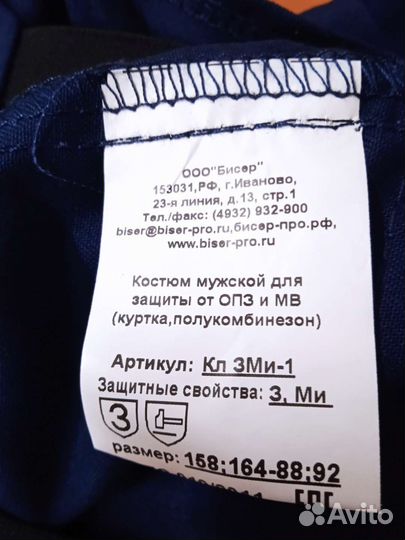 ООО"Бисер"
153031,РФ, г.Иваново,
23-я линия, д.13, стр.1
Тел./факс: (4932) 932-900
biser@biser-pro.ru,бисер-про.рф,
www.biser-pro.ru
Костюм мужской для
защиты от ОПЗ и МВ
(куртка,полукомбинезон)
Артикул: Кл ЗМи-1
Защитные свойства: З, Ми
З
размер: 158;164-88;92
Avito